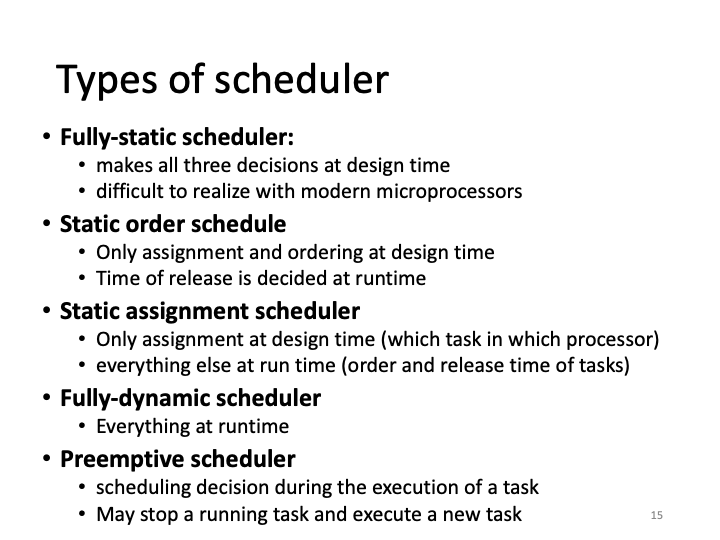 Types of scheduler
• Fully-static scheduler:
• makes all three decisions at design time
• difficult to realize with modern microprocessors
• Static order schedule
• Only assignment and ordering at design time
• Time of release is decided at runtime
• Static assignment scheduler
• Only assignment at design time (which task in which processor)
• everything else at run time (order and release time of tasks)
• Fully-dynamic scheduler
• Everything at runtime
• Preemptive scheduler
• scheduling decision during the execution of a task
• May stop a running task and execute a new task
15